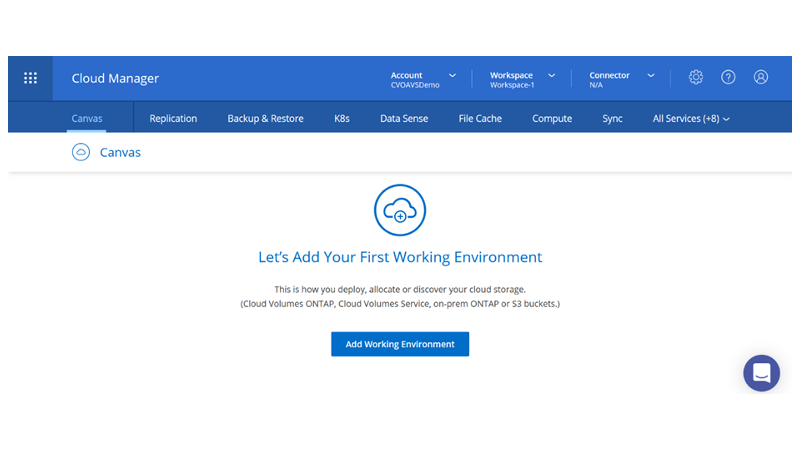 Cloud Manager
Account
CVOAVSDemo
Workspace
Workspace-1
Connector
N/A
Canvas
Replication
Backup & Restore
K8s
Data Sense
File Cache
Compute
Sync
All Services (+8)
Canvas
Let's Add Your First Working Environment
This is how you deploy, allocate or discover your cloud storage.
(Cloud Volumes ONTAP, Cloud Volumes Service, on-prem ONTAP or S3 buckets.)
Add Working Environment